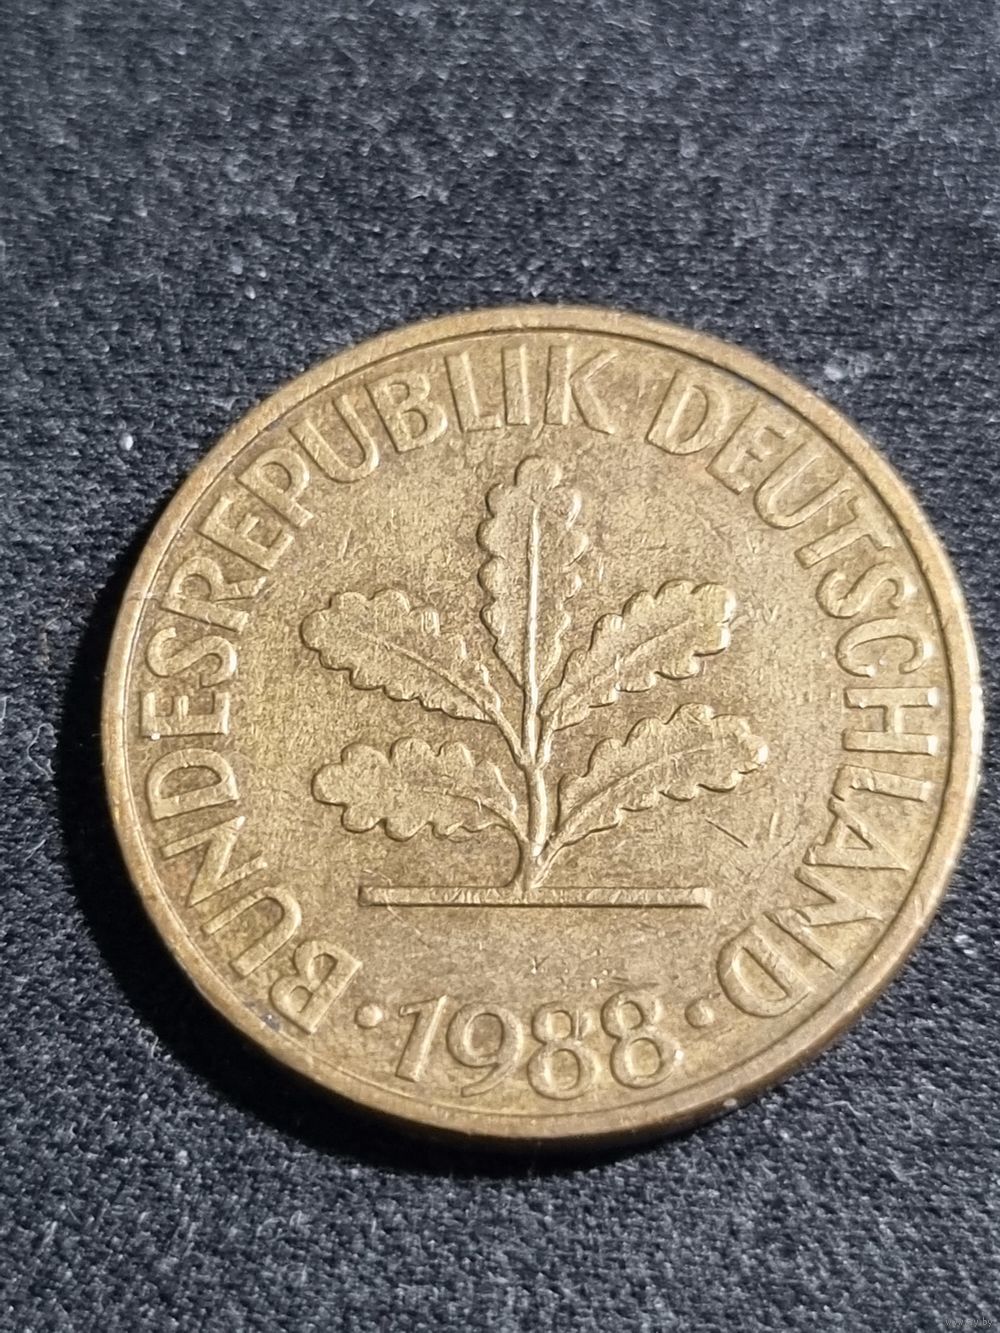 BUNDESREPUBLIK DEUTSCHLAND
· 1988 ·